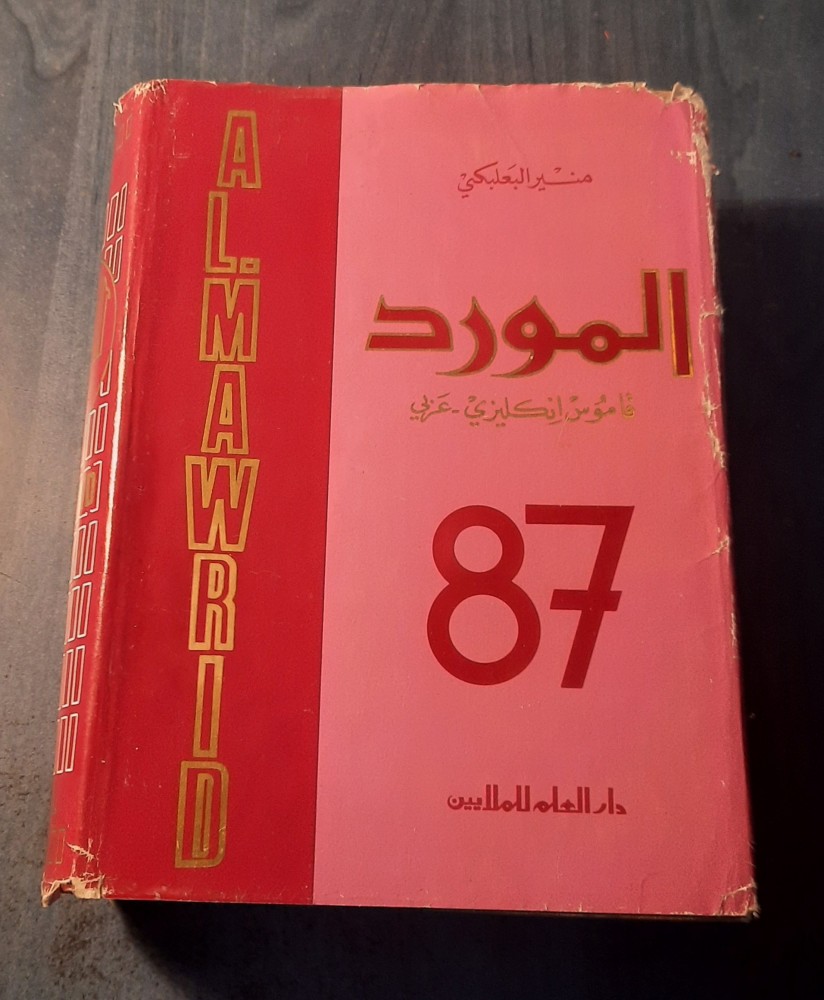 AL-MAWRID
منير البعلبكي
المورد
قاموس إنكليزي - عربي
87
دار العلم للملايين